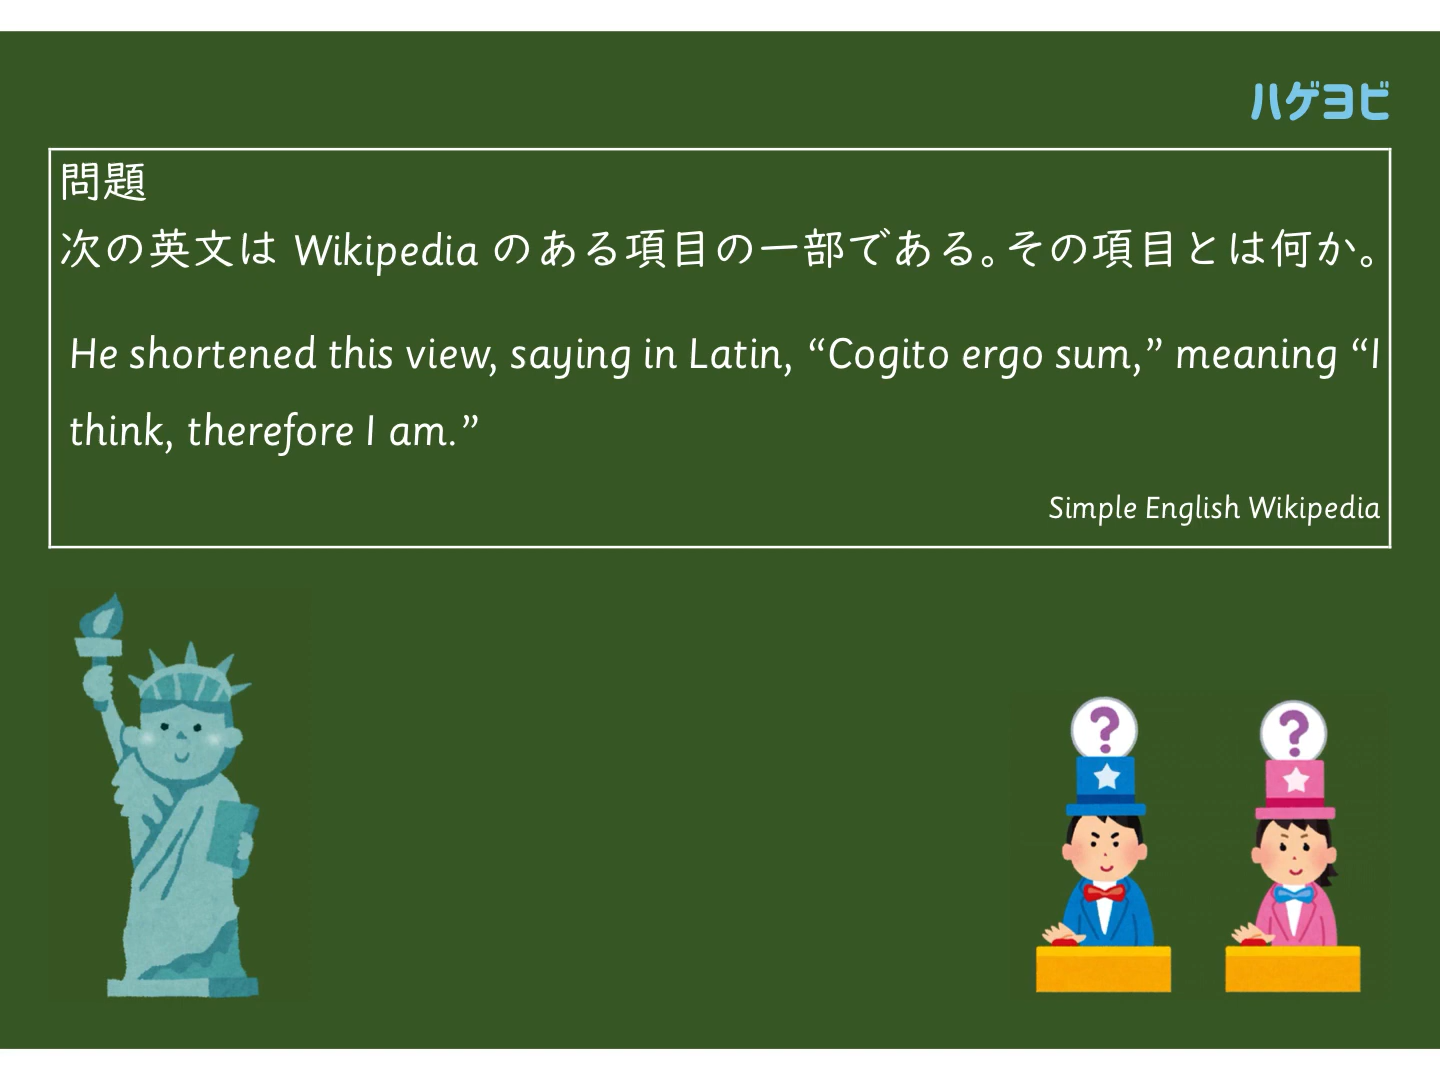 ハゲヨビ
問題
次の英文は Wikipedia のある項目の一部である。その項目とは何か。
He shortened this view, saying in Latin, “Cogito ergo sum,” meaning “I
think, therefore I am.”
Simple English Wikipedia
?
?